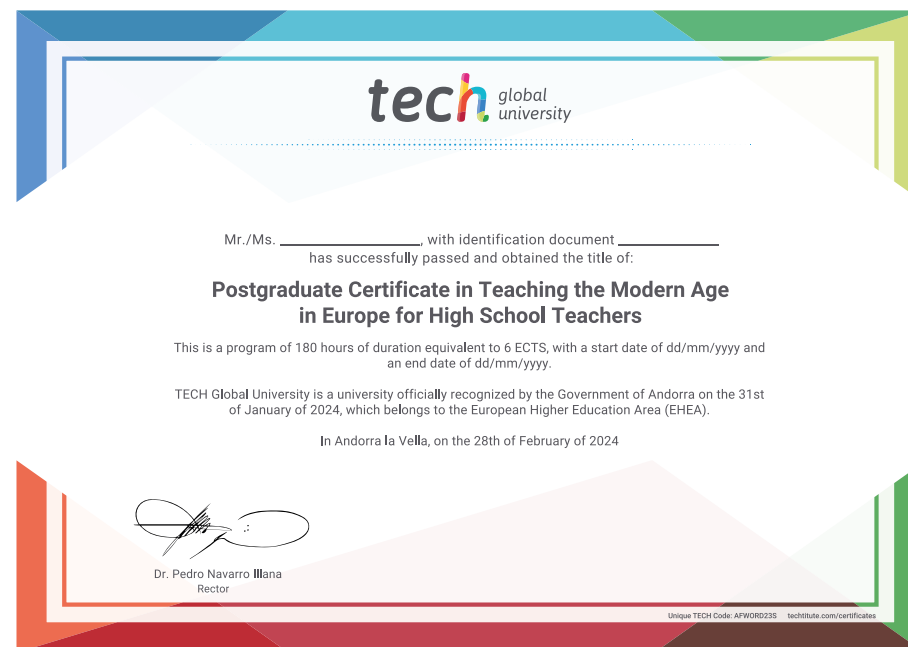 tech global university
Mr./Ms. ____________________, with identification document ______________
has successfully passed and obtained the title of:
Postgraduate Certificate in Teaching the Modern Age
in Europe for High School Teachers
This is a program of 180 hours of duration equivalent to 6 ECTS, with a start date of dd/mm/yyyy and
an end date of dd/mm/yyyy.
TECH Global University is a university officially recognized by the Government of Andorra on the 31st
of January of 2024, which belongs to the European Higher Education Area (EHEA).
In Andorra la Vella, on the 28th of February of 2024
Dr. Pedro Navarro Illana
Rector
Unique TECH Code: AFWORD23S techtitute.com/certificates